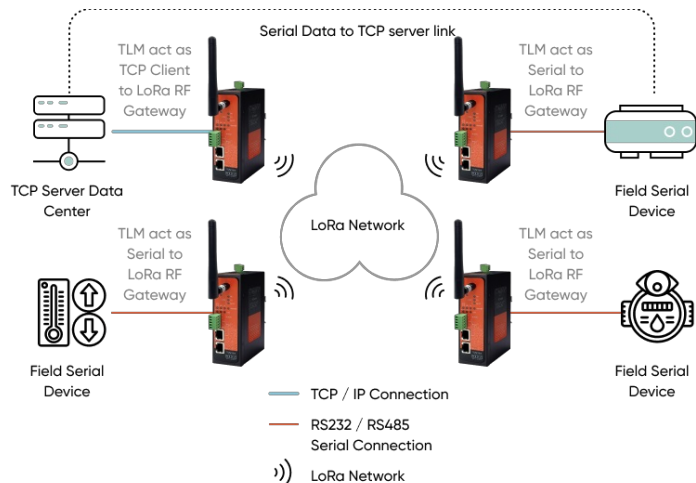 Serial Data to TCP server link
TLM act as
TCP Client
to LoRa RF
Gateway
TLM act as
Serial to
LoRa RF
Gateway
TCP Server Data
Center
Field Serial
Device
LoRa Network
TLM act as
Serial to
LoRa RF
Gateway
TLM act as
Serial to
LoRa RF
Gateway
Field Serial
Device
Field Serial
Device
TCP / IP Connection
RS232 / RS485
Serial Connection
LoRa Network